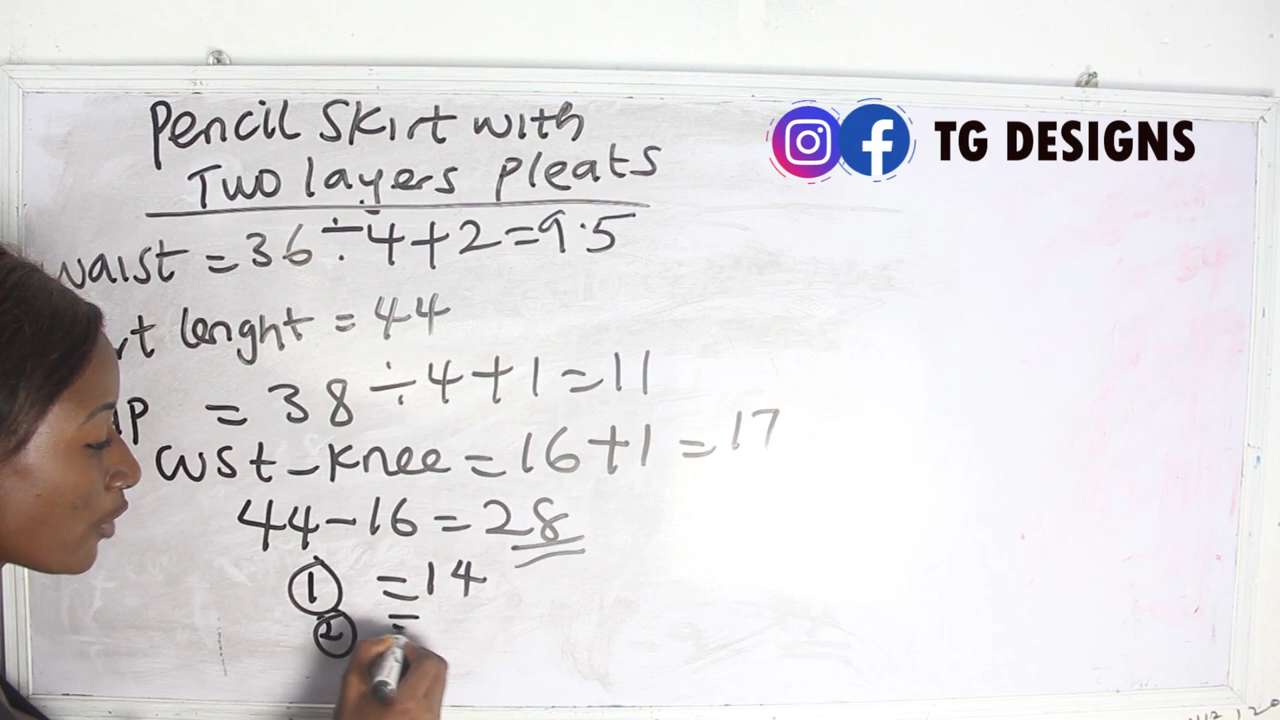 Pencil Skirt with
Two layers pleats
TG DESIGNS
waist = 36 ÷ 4 + 2 = 9.5
lenght = 44
= 38 ÷ 4 + 1 = 11
wst - knee = 16 + 1 = 17
44 - 16 = 28
① = 14
② =